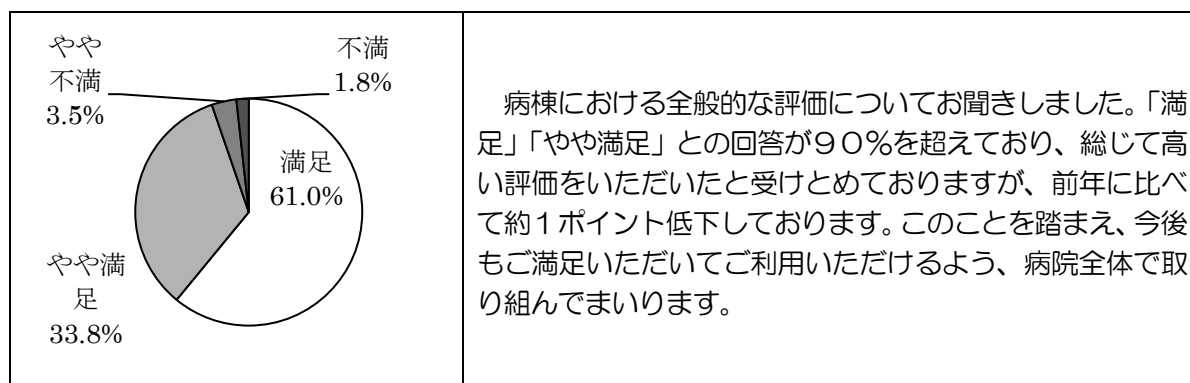 やや
不満
3.5%
不満
1.8%
満足
61.0%
やや満
足
33.8%
　病棟における全般的な評価についてお聞きしました。「満
足」「やや満足」との回答が９０％を超えており、総じて高
い評価をいただいたと受けとめておりますが、前年に比べ
て約１ポイント低下しております。このことを踏まえ、今後
もご満足いただいてご利用いただけるよう、病院全体で取
り組んでまいります。